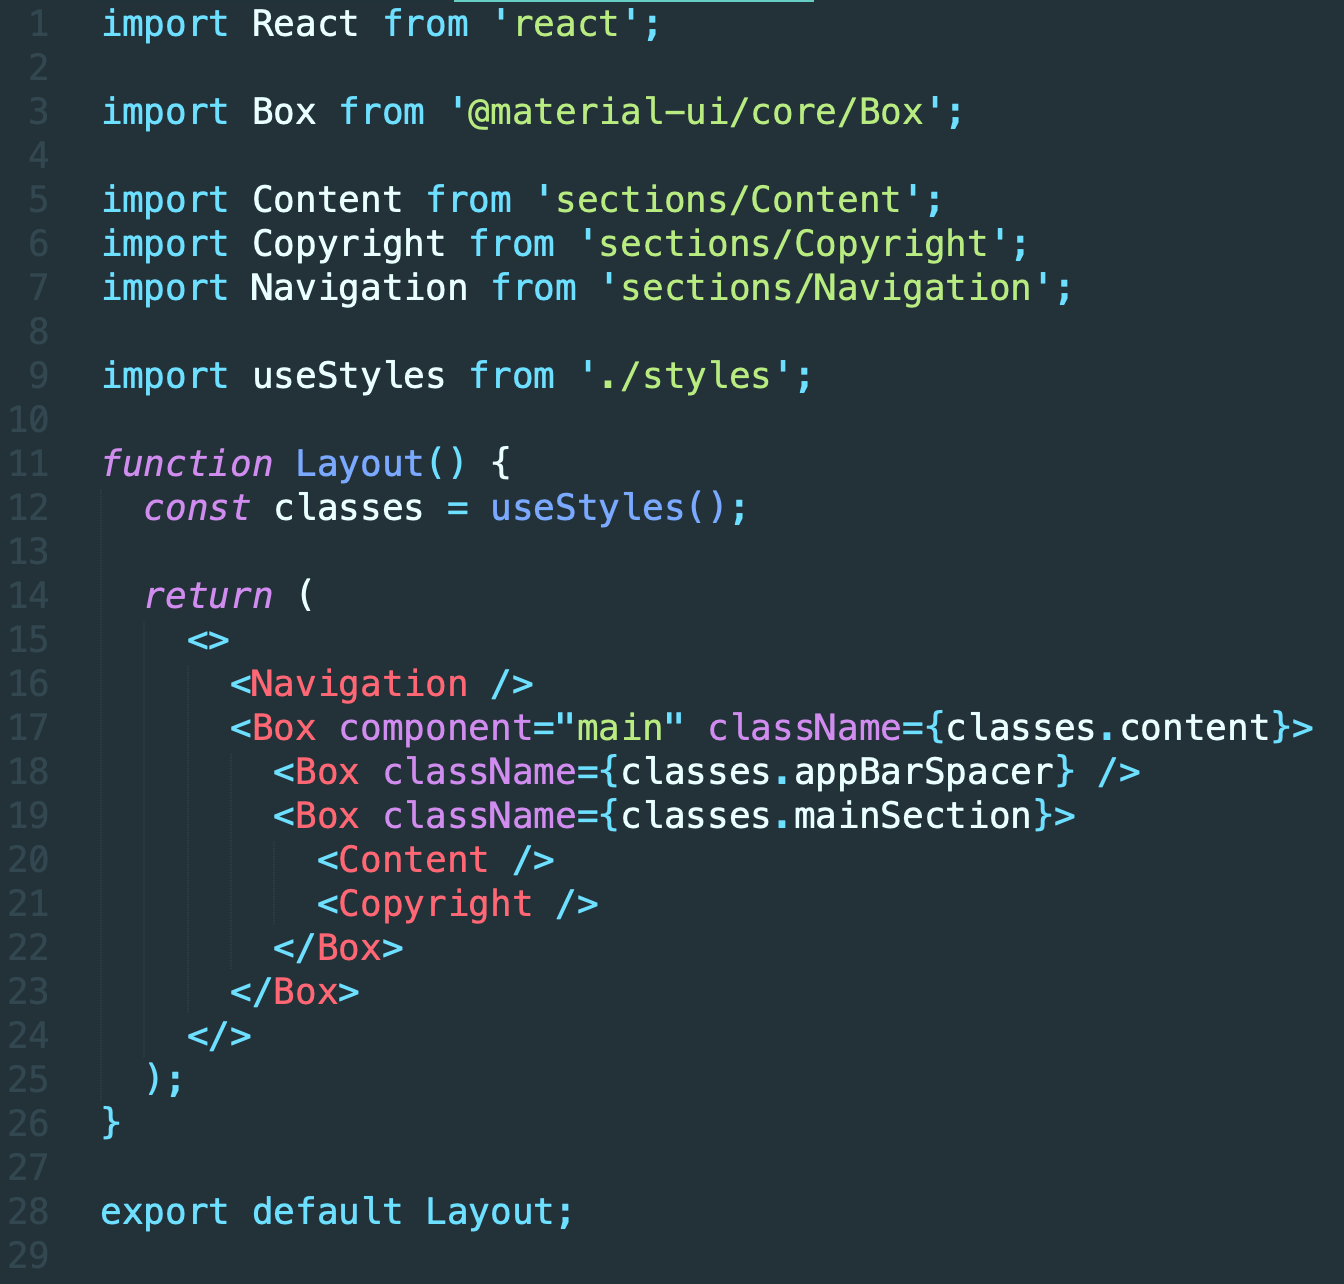 1 import React from 'react';
2
3 import Box from '@material-ui/core/Box';
4
5 import Content from 'sections/Content';
6 import Copyright from 'sections/Copyright';
7 import Navigation from 'sections/Navigation';
8
9 import useStyles from './styles';
10
11 function Layout() {
12   const classes = useStyles();
13
14   return (
15     <>
16       <Navigation />
17       <Box component="main" className={classes.content}>
18         <Box className={classes.appBarSpacer} />
19         <Box className={classes.mainSection}>
20           <Content />
21           <Copyright />
22         </Box>
23       </Box>
24     </>
25   );
26 }
27
28 export default Layout;
29